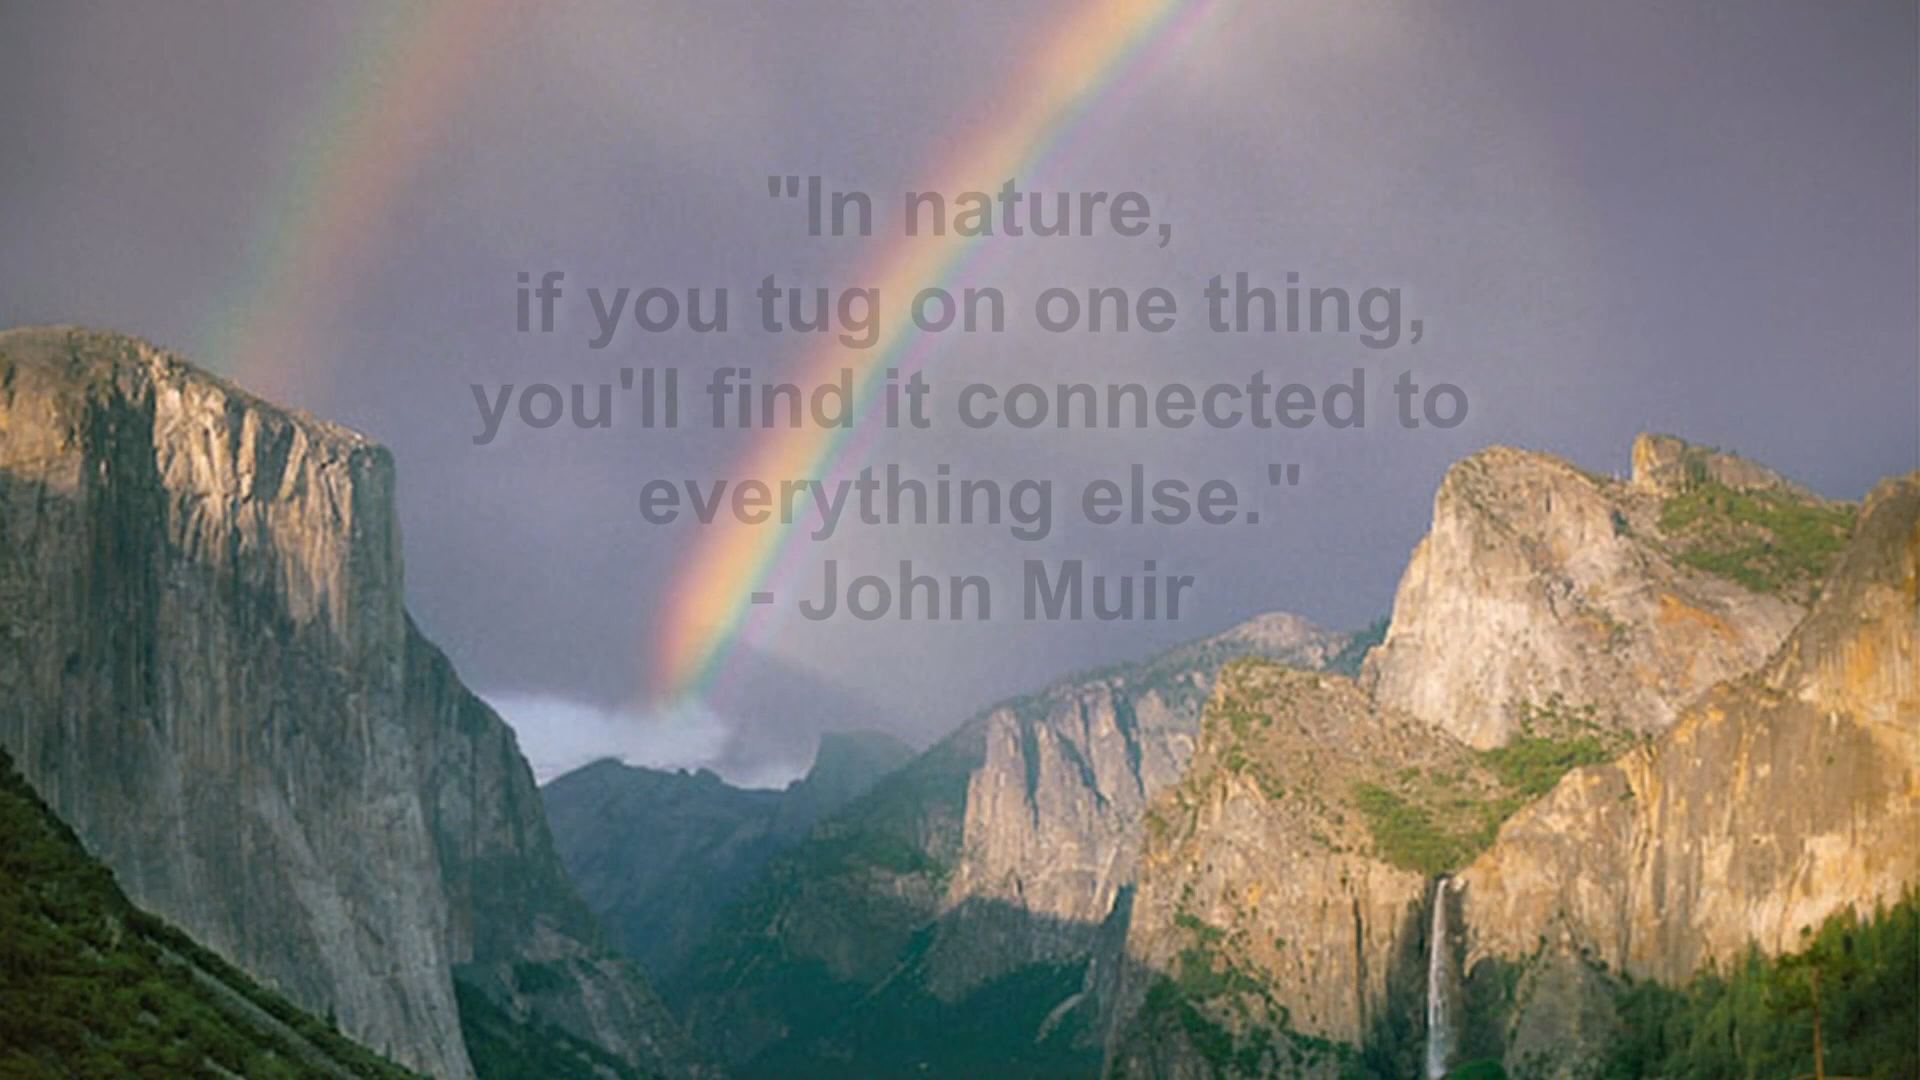 "In nature,
if you tug on one thing,
you'll find it connected to
everything else."
- John Muir